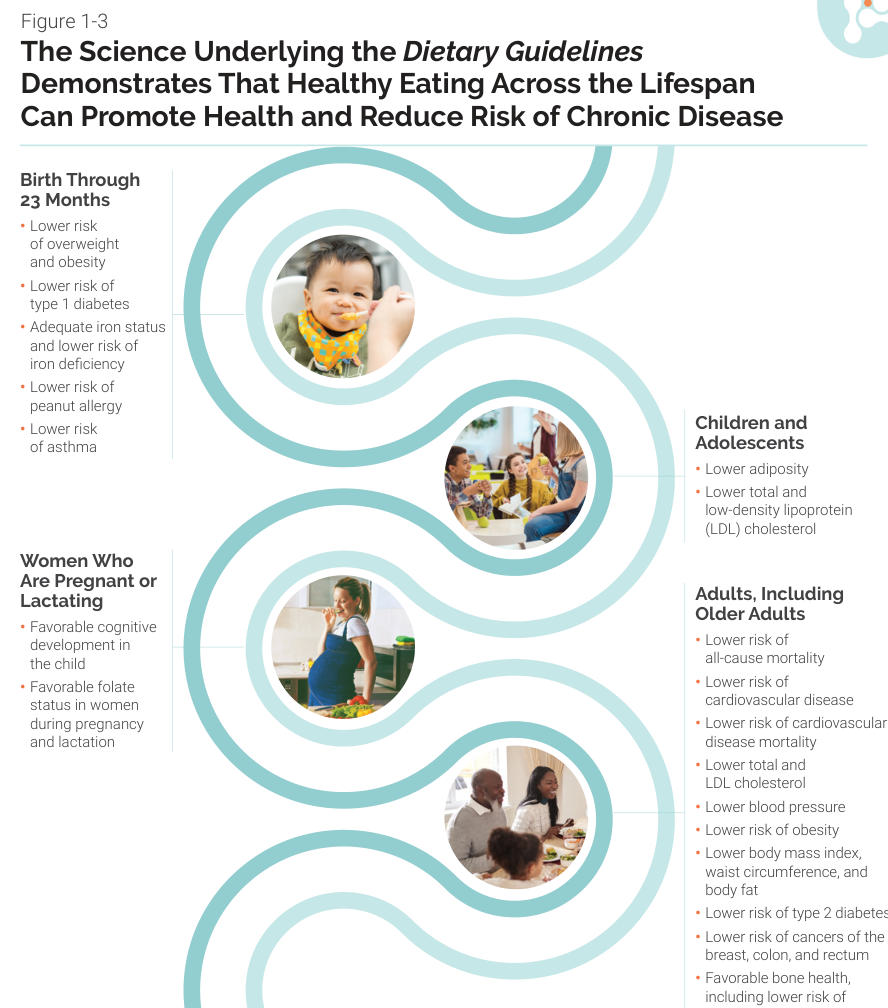 Figure 1-3
The Science Underlying the Dietary Guidelines
Demonstrates That Healthy Eating Across the Lifespan
Can Promote Health and Reduce Risk of Chronic Disease
Birth Through
23 Months
• Lower risk
of overweight
and obesity
• Lower risk of
type 1 diabetes
• Adequate iron status
and lower risk of
iron deficiency
• Lower risk of
peanut allergy
• Lower risk
of asthma
Children and
Adolescents
• Lower adiposity
• Lower total and
low-density lipoprotein
(LDL) cholesterol
Women Who
Are Pregnant or
Lactating
• Favorable cognitive
development in
the child
• Favorable folate
status in women
during pregnancy
and lactation
Adults, Including
Older Adults
• Lower risk of
all-cause mortality
• Lower risk of
cardiovascular disease
• Lower risk of cardiovascular
disease mortality
• Lower total and
LDL cholesterol
• Lower blood pressure
• Lower risk of obesity
• Lower body mass index,
waist circumference, and
body fat
• Lower risk of type 2 diabetes
• Lower risk of cancers of the
breast, colon, and rectum
• Favorable bone health,
including lower risk of